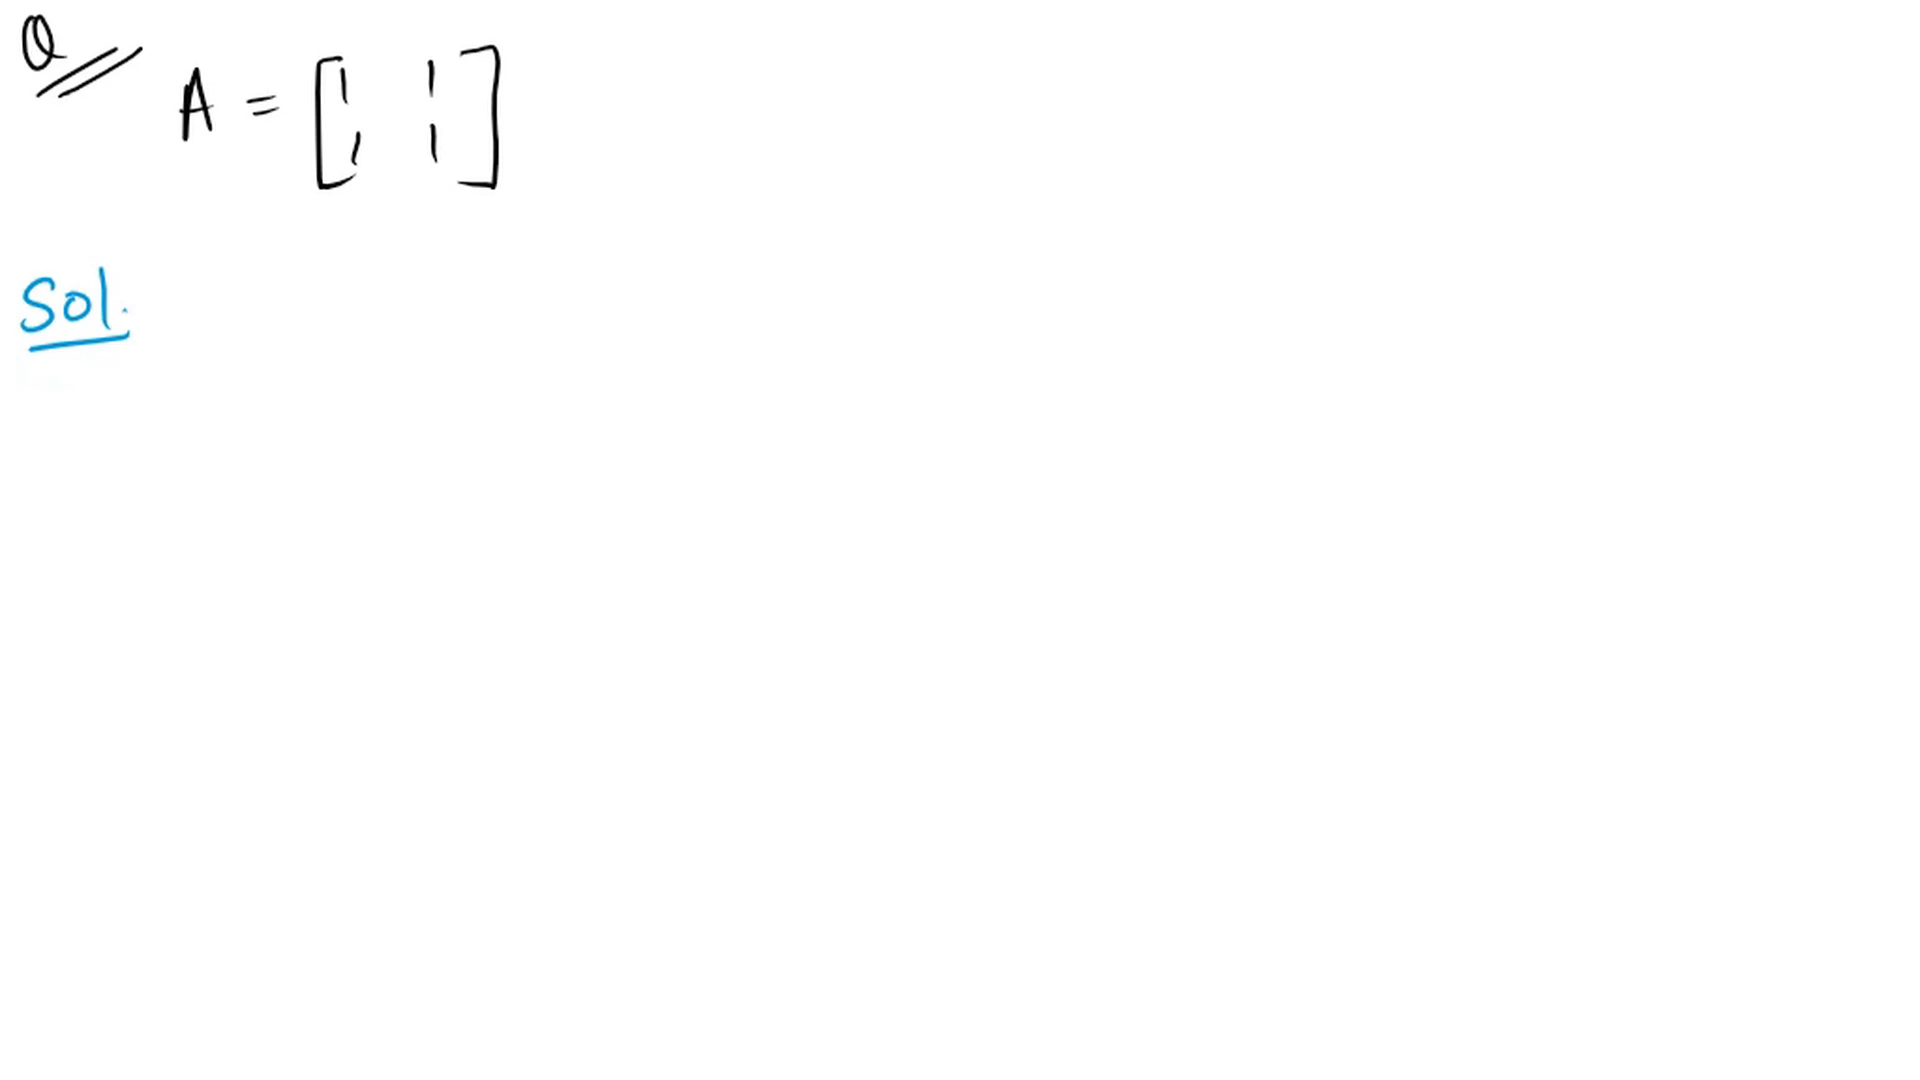 Q
A = [1 1
1 1]
Sol.